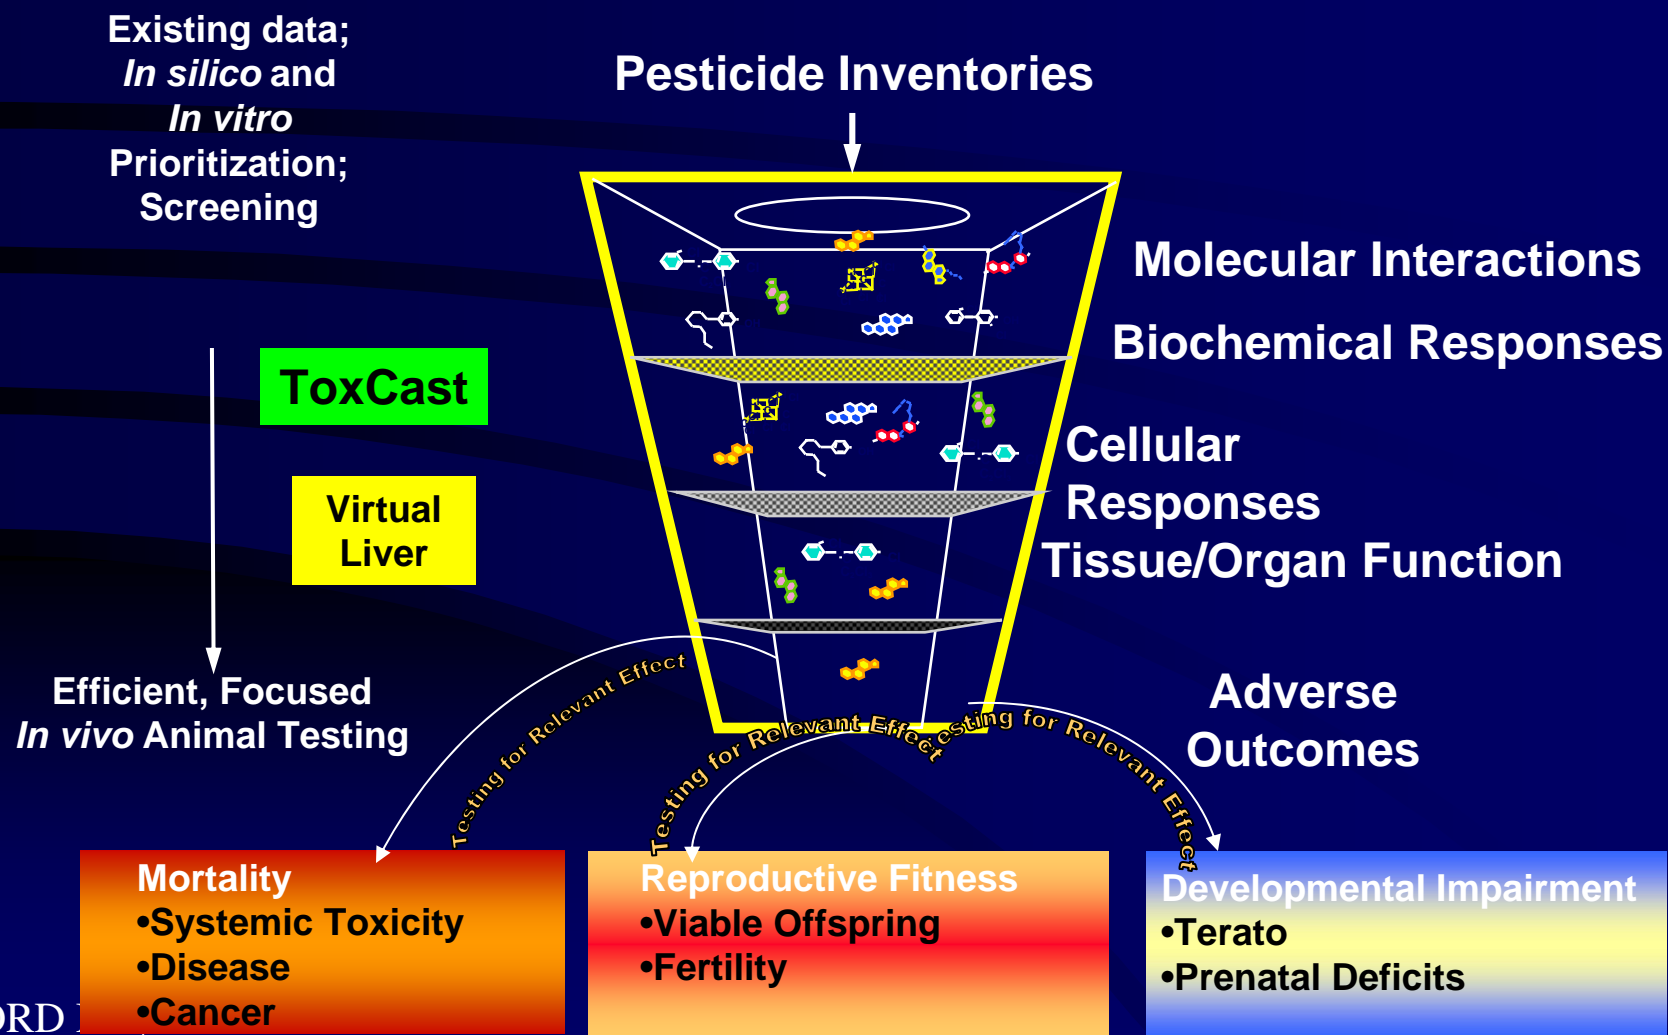 Existing data;
In silico and
In vitro
Prioritization;
Screening
Pesticide Inventories
Molecular Interactions
Biochemical Responses
ToxCast
Cellular
Responses
Virtual
Liver
Tissue/Organ Function
Efficient, Focused
In vivo Animal Testing
Adverse
Outcomes
Testing for Relevant Effect
Testing for Relevant Effect
Testing for Relevant Effect
Mortality
•Systemic Toxicity
•Disease
•Cancer
Reproductive Fitness
•Viable Offspring
•Fertility
Developmental Impairment
•Terato
•Prenatal Deficits